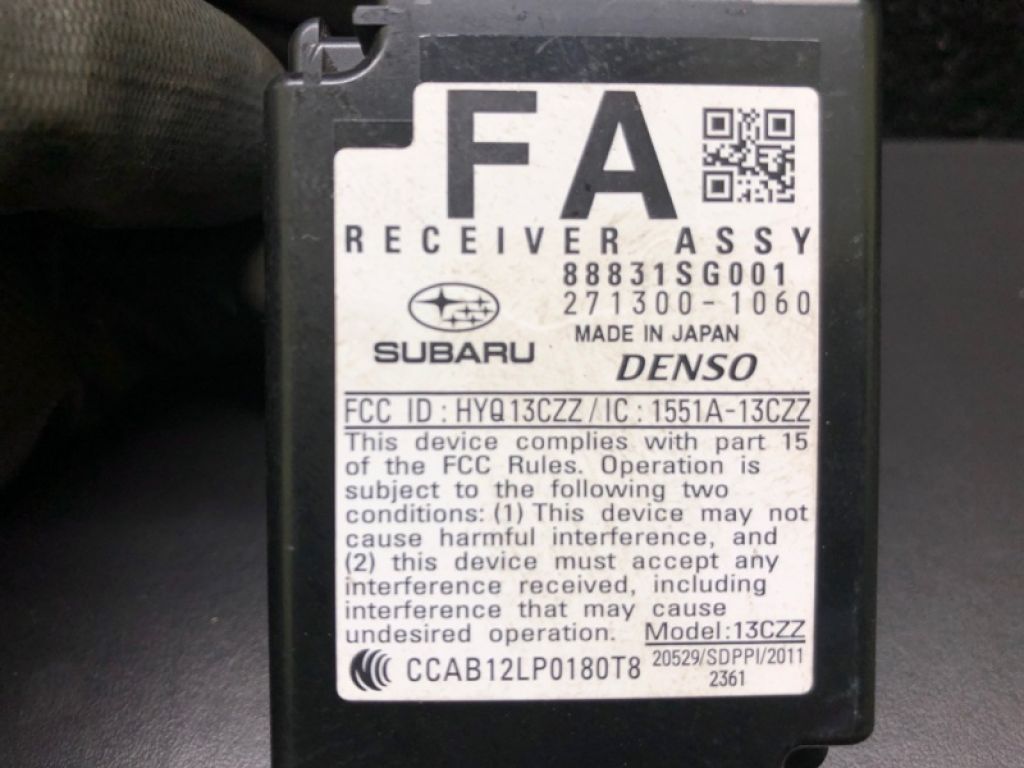 FA
RECEIVER ASSY
88831SG001
271300-1060
SUBARU
MADE IN JAPAN
DENSO
FCC ID : HYQ13CZZ / IC : 1551A-13CZZ
This device complies with part 15
of the FCC Rules. Operation is
subject to the following two
conditions: (1) This device may not
cause harmful interference, and
(2) this device must accept any
interference received, including
interference that may cause
undesired operation. Model:13CZZ
CCAB12LP0180T8
20529/SDPPI/2011
2361